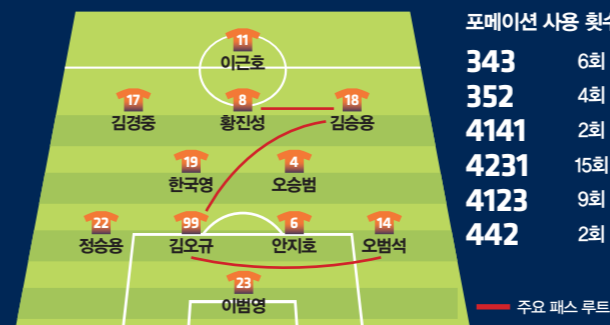 11
이근호
17 8 18
김경중 황진성 김승용
19 4
한국영 오승범
22 99 6 14
정승용 김오규 안지호 오범석
23
이범영
포메이션 사용 횟수
343 6회
352 4회
4141 2회
4231 15회
4123 9회
442 2회
주요 패스 루트